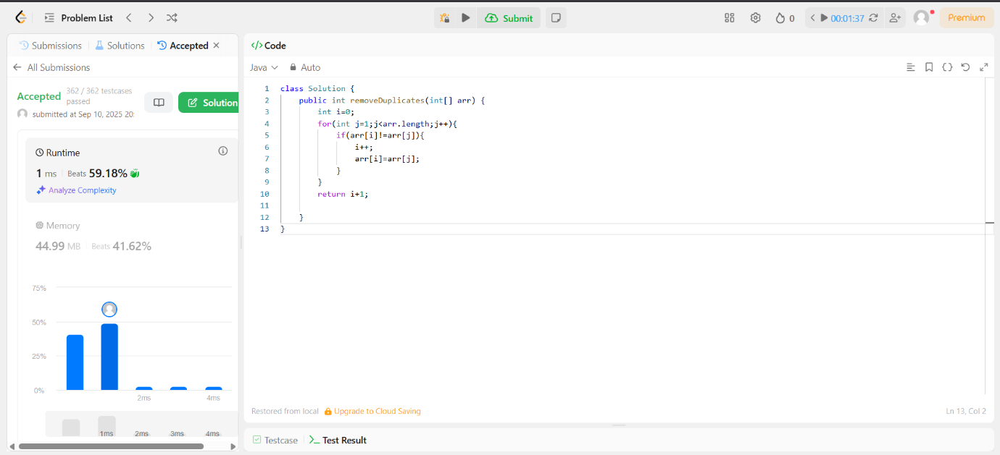 Problem List
Submit
0
00:01:37
Premium
Submissions
Solutions
Accepted
All Submissions
Accepted
362 / 362 testcases
passed
submitted at Sep 10, 2025 20:
Solution
Runtime
1 ms
Beats 59.18%
Analyze Complexity
Memory
44.99 MB
Beats 41.62%
75%
50%
25%
0%
2ms
4ms
1ms
2ms
3ms
4ms
</> Code
Java
Auto
1 class Solution {
2 public int removeDuplicates(int[] arr) {
3 int i=0;
4 for(int j=1;j<arr.length;j++){
5 if(arr[i]!=arr[j]){
6 i++;
7 arr[i]=arr[j];
8 }
9 }
10 return i+1;
11
12 }
13 }
Restored from local
Upgrade to Cloud Saving
Ln 13, Col 2
Testcase
Test Result